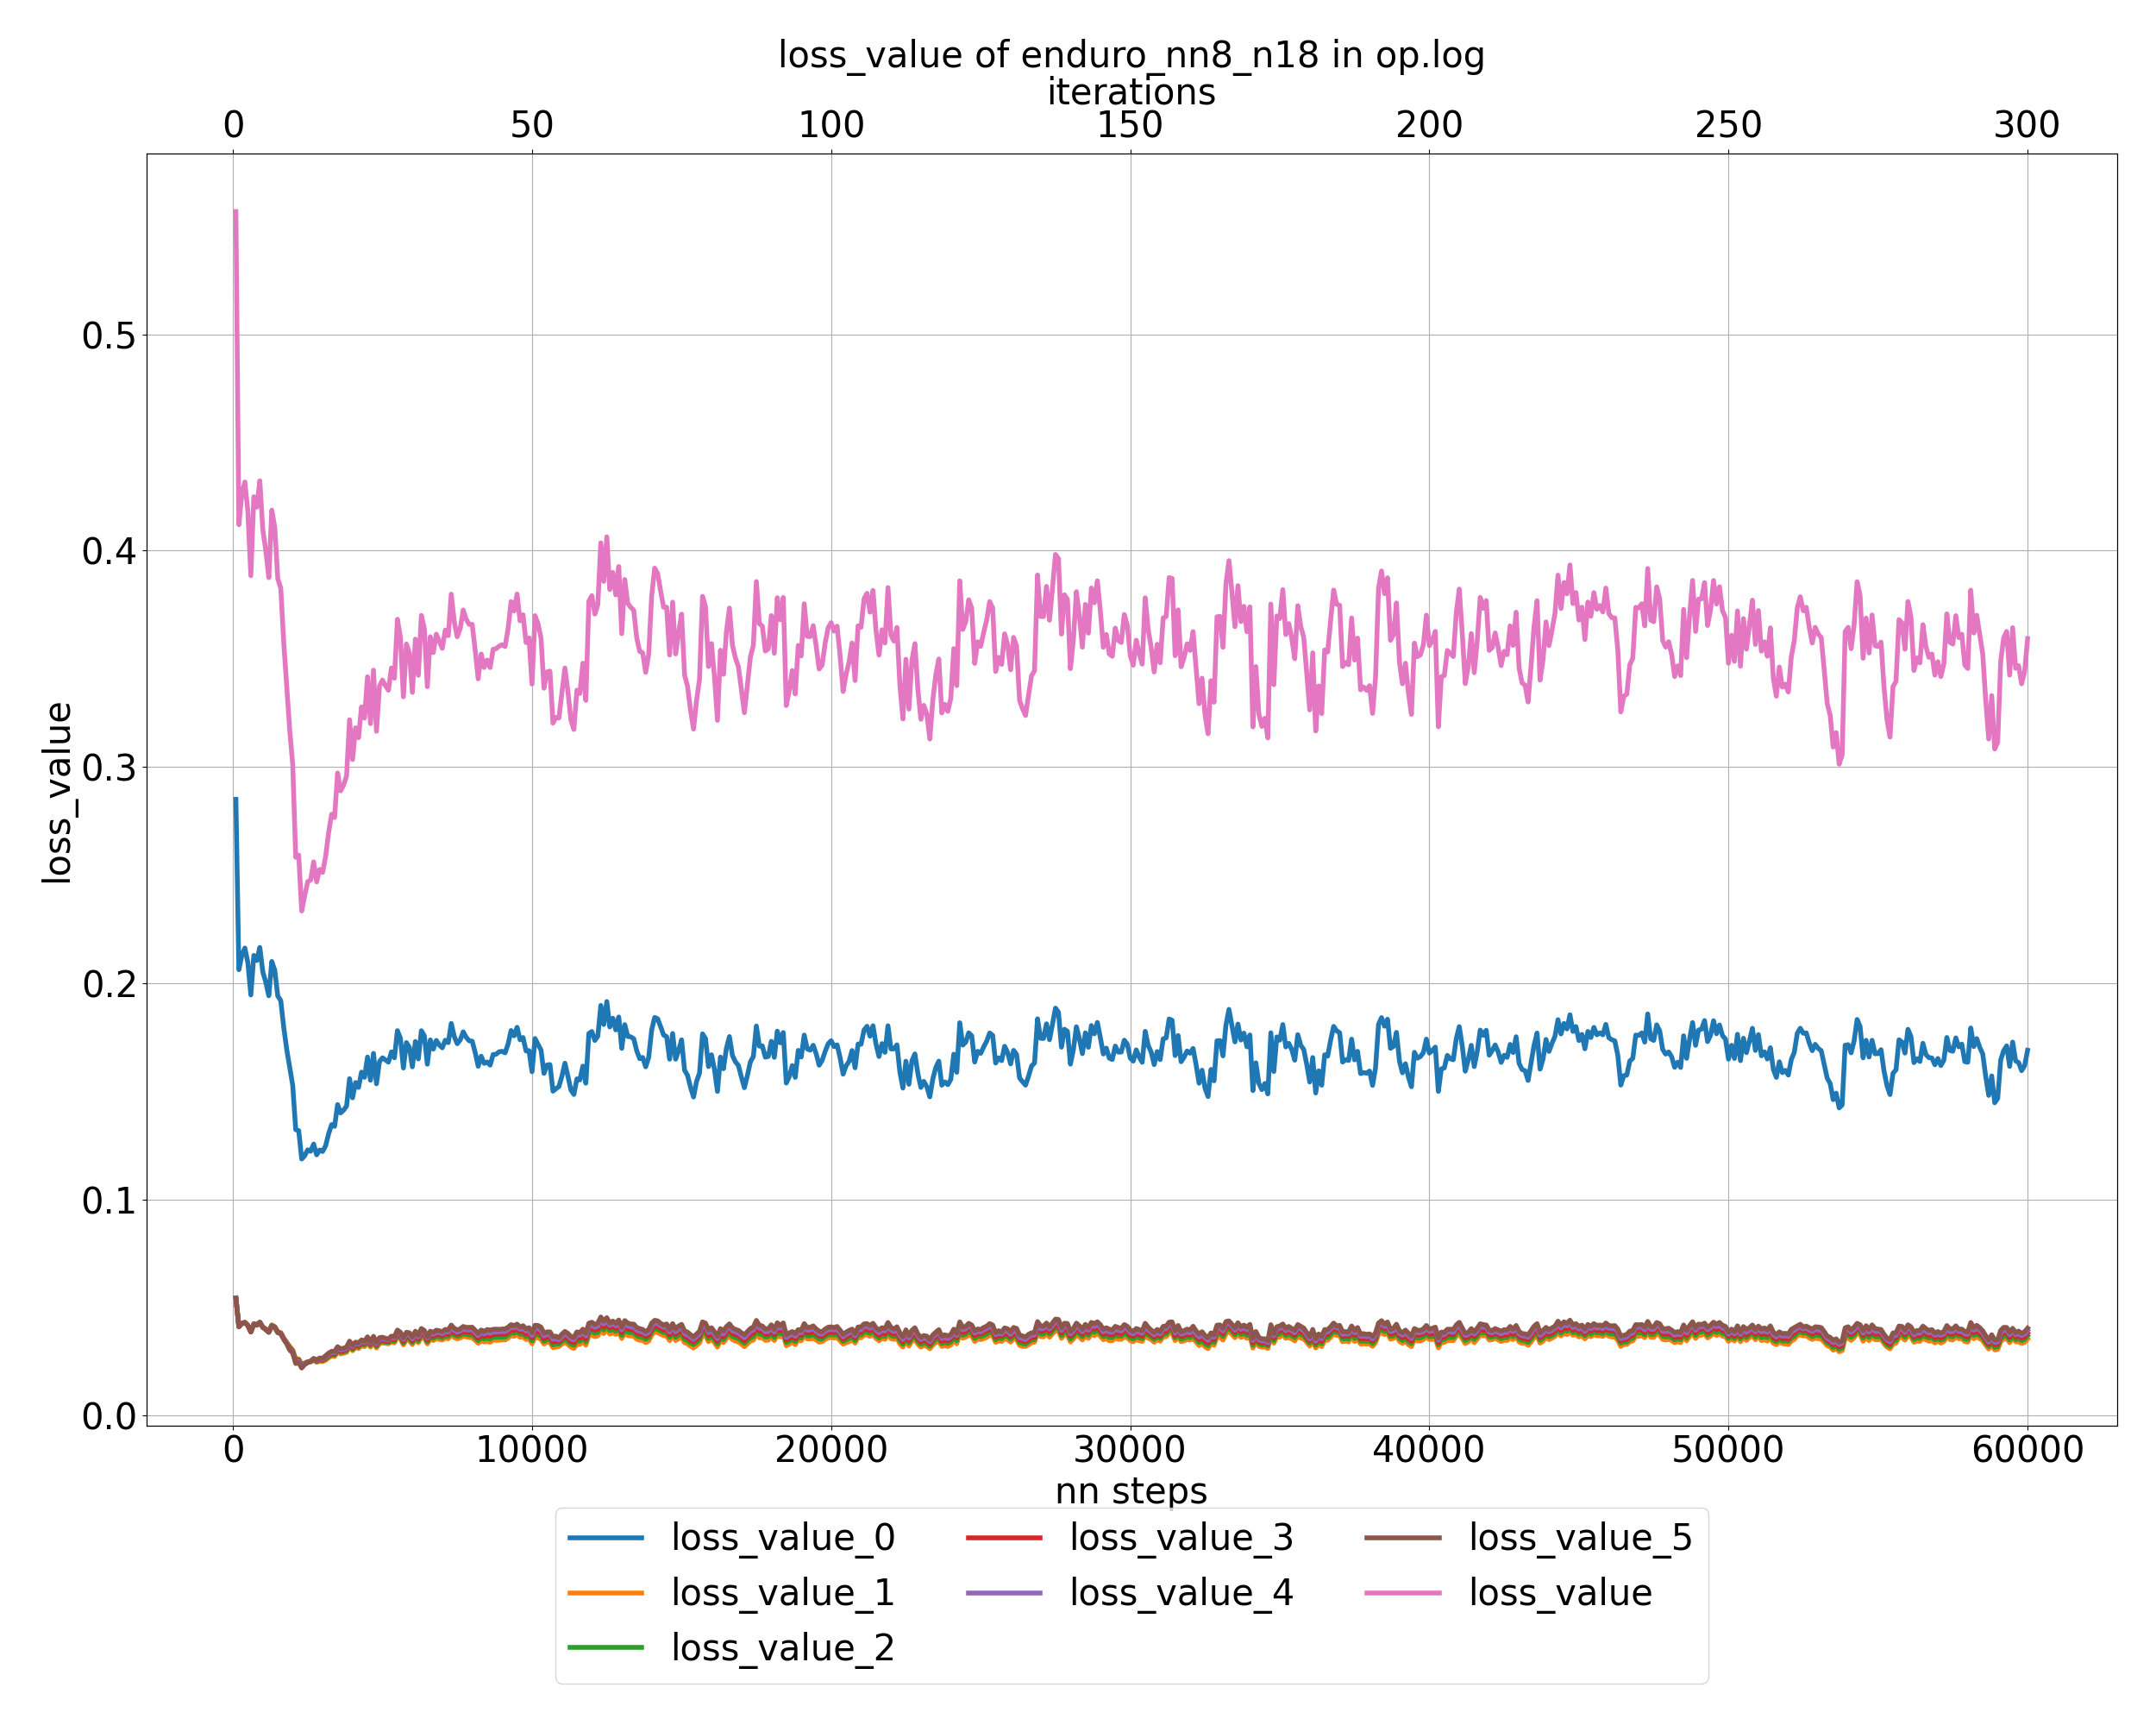 loss_value of enduro_nn8_n18 in op.log
iterations
0 50 100 150 200 250 300
loss_value
0.5
0.4
0.3
0.2
0.1
0.0
0 10000 20000 30000 40000 50000 60000
nn steps
loss_value_0 loss_value_3 loss_value_5
loss_value_1 loss_value_4 loss_value
loss_value_2